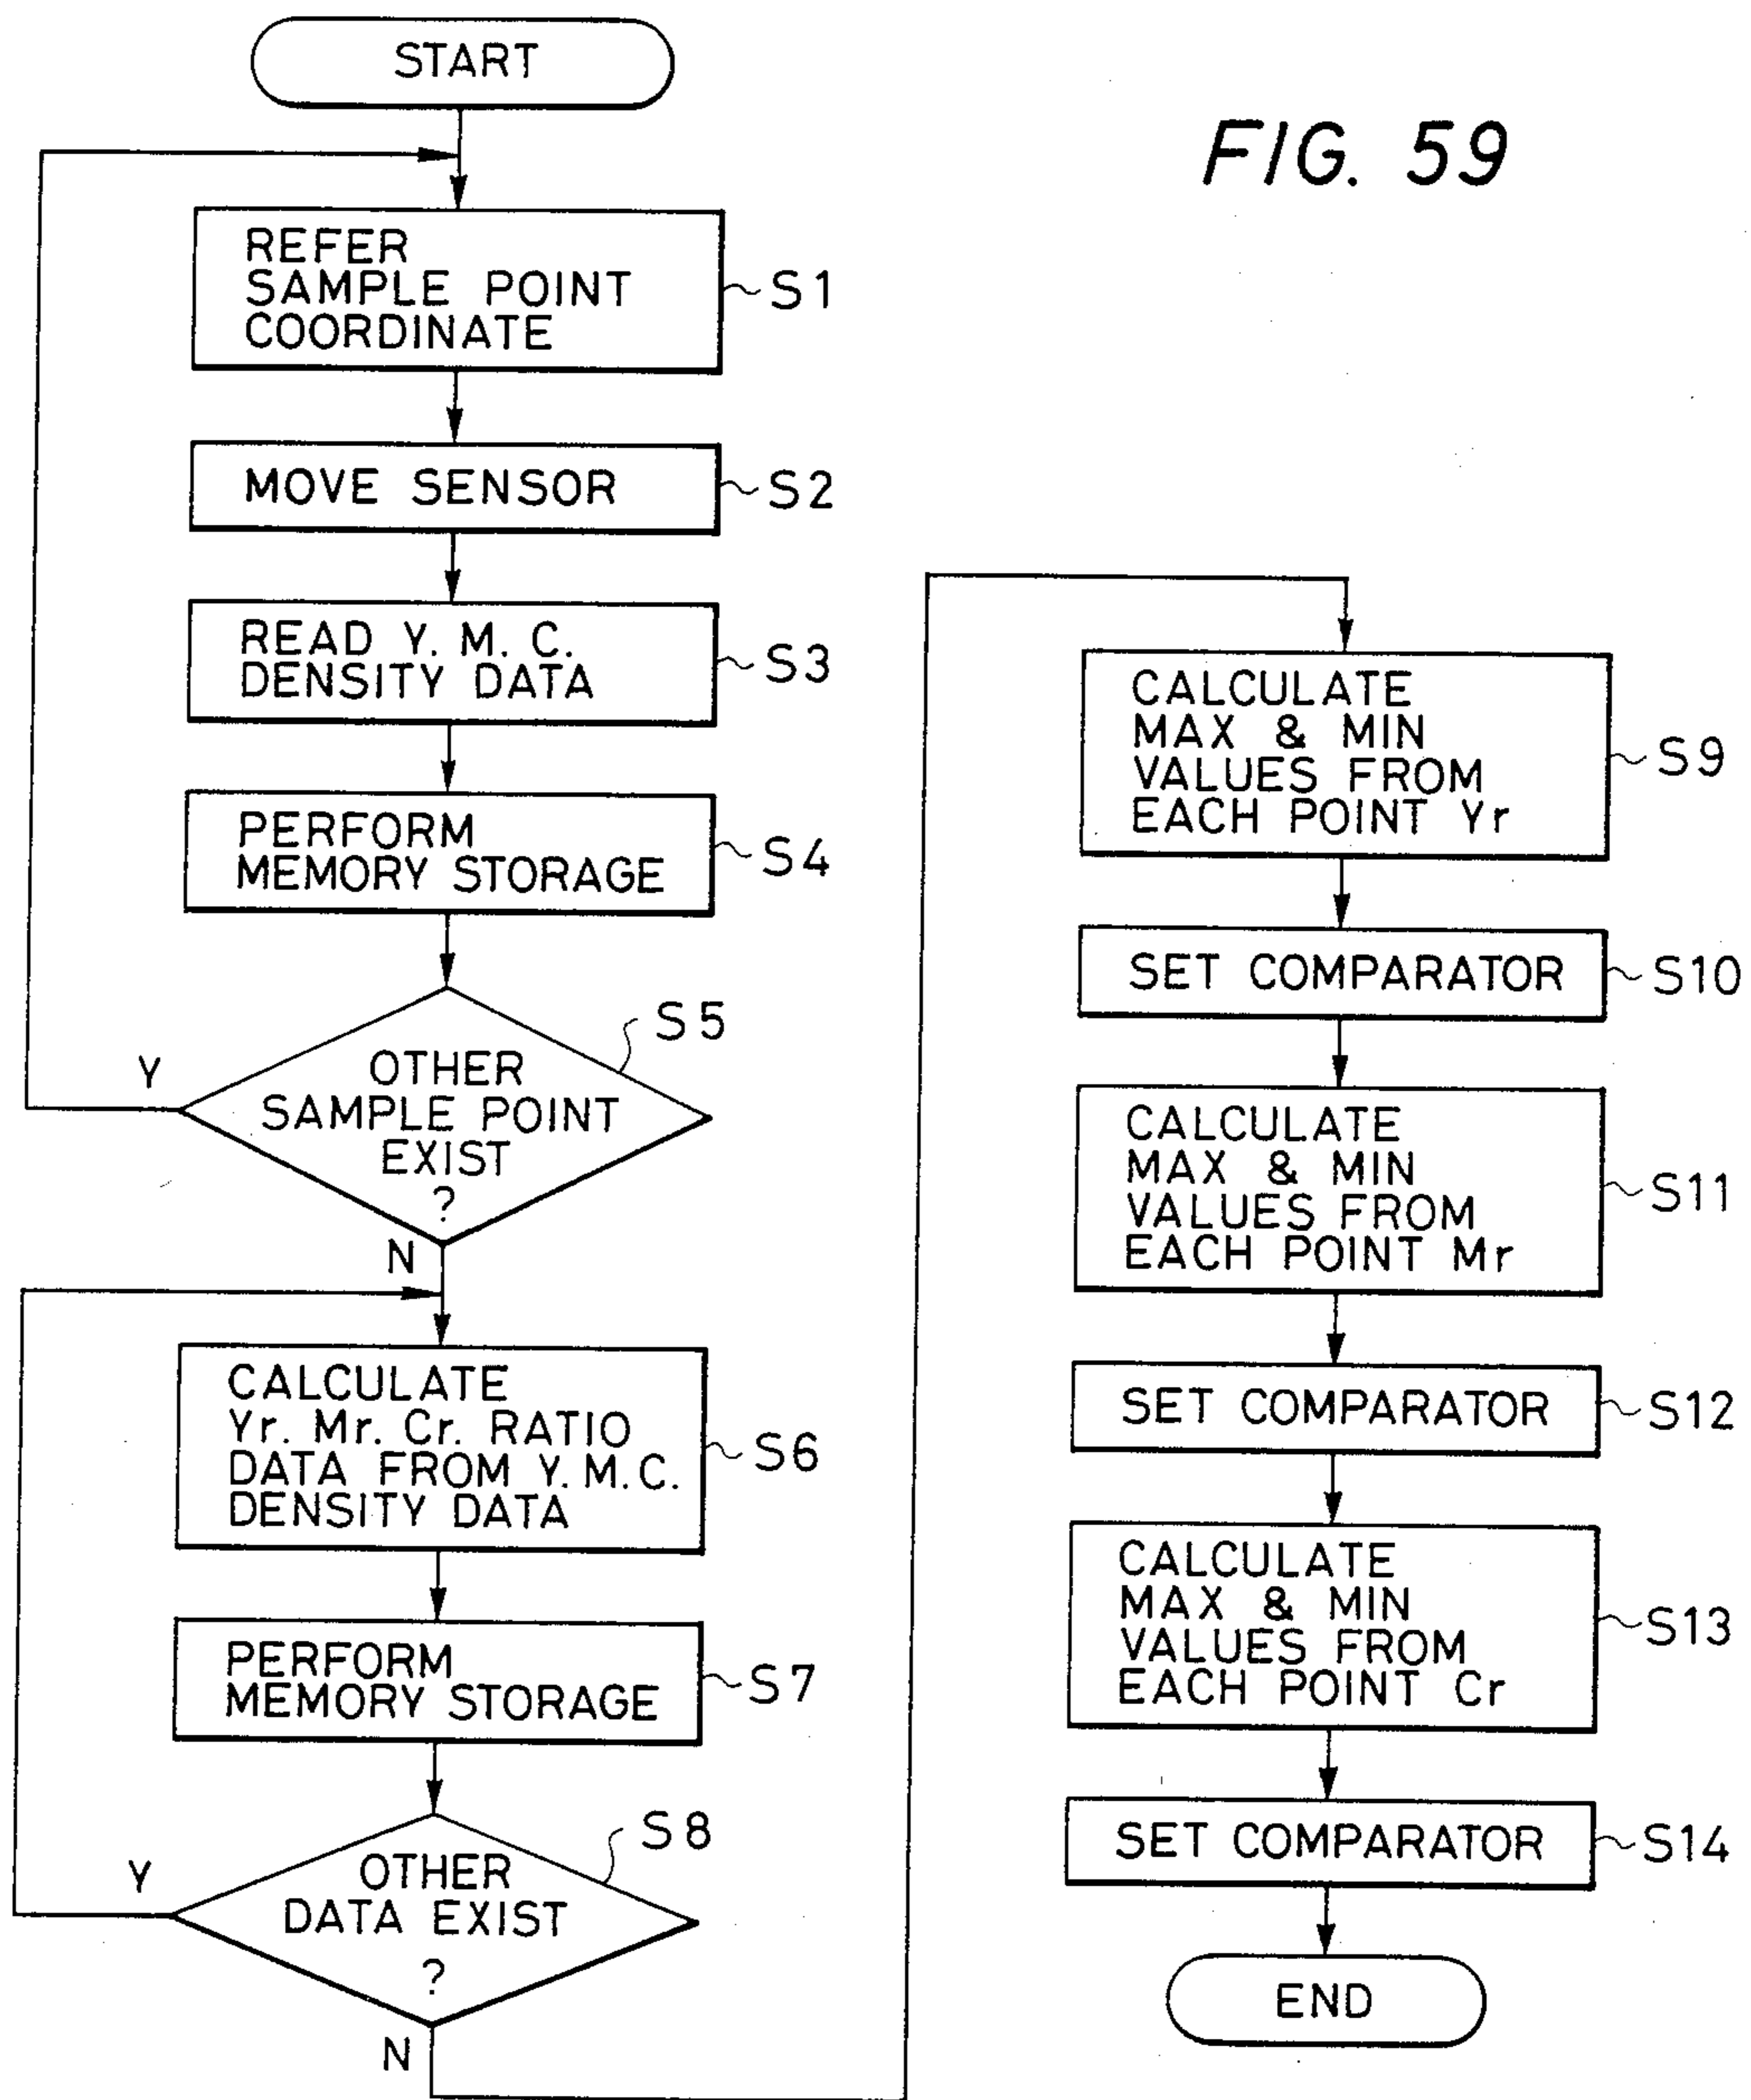 START
FIG. 59
REFER
SAMPLE POINT
COORDINATE
S1
MOVE SENSOR
S2
READ Y. M. C.
DENSITY DATA
S3
PERFORM
MEMORY STORAGE
S4
S5
OTHER
SAMPLE POINT
EXIST
?
Y
N
CALCULATE
Yr. Mr. Cr. RATIO
DATA FROM Y. M. C.
DENSITY DATA
S6
PERFORM
MEMORY STORAGE
S7
S8
OTHER
DATA EXIST
?
Y
N
CALCULATE
MAX & MIN
VALUES FROM
EACH POINT Yr
S9
SET COMPARATOR
S10
CALCULATE
MAX & MIN
VALUES FROM
EACH POINT Mr
S11
SET COMPARATOR
S12
CALCULATE
MAX & MIN
VALUES FROM
EACH POINT Cr
S13
SET COMPARATOR
S14
END